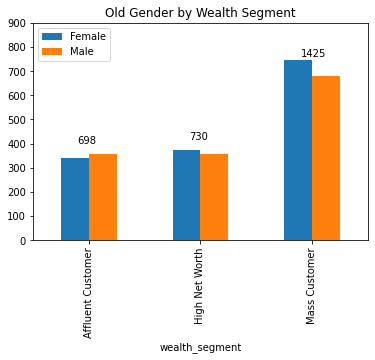 Old Gender by Wealth Segment
900
800
700
600
500
400
300
200
100
0
Female
Male
698
730
1425
Affluent Customer
High Net Worth
Mass Customer
wealth_segment